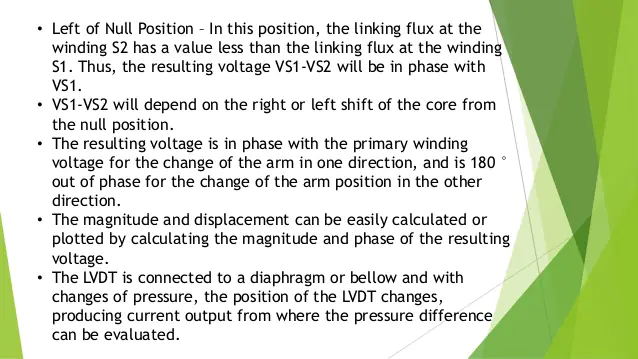 • Left of Null Position – In this position, the linking flux at the
winding S2 has a value less than the linking flux at the winding
S1. Thus, the resulting voltage VS1-VS2 will be in phase with
VS1.
• VS1-VS2 will depend on the right or left shift of the core from
the null position.
• The resulting voltage is in phase with the primary winding
voltage for the change of the arm in one direction, and is 180 °
out of phase for the change of the arm position in the other
direction.
• The magnitude and displacement can be easily calculated or
plotted by calculating the magnitude and phase of the resulting
voltage.
• The LVDT is connected to a diaphragm or bellow and with
changes of pressure, the position of the LVDT changes,
producing current output from where the pressure difference
can be evaluated.